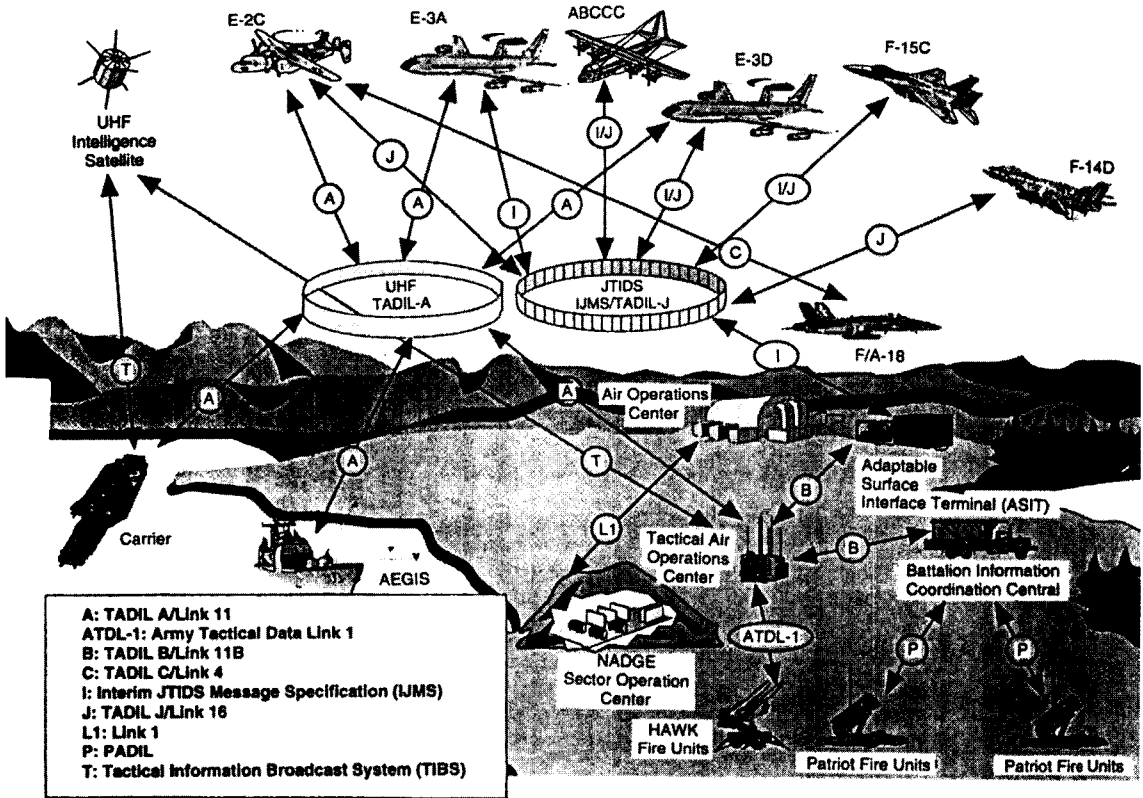 E-2C
E-3A
ABCCC
E-3D
F-15C
UHF
Intelligence
Satellite
F-14D
I/J
J
A
A
I
A
I/J
I/J
J
C
UHF
TADIL-A
JTIDS
IJMS/TADIL-J
F/A-18
I
T
A
A
Air Operations
Center
A
T
B
Adaptable
Surface
Interface Terminal (ASIT)
L1
Carrier
AEGIS
Tactical Air
Operations
Center
B
Battalion Information
Coordination Central
ATDL-1
P
P
NADGE
Sector Operation
Center
HAWK
Fire Units
Patriot Fire Units
Patriot Fire Units
A: TADIL A/Link 11
ATDL-1: Army Tactical Data Link 1
B: TADIL B/Link 11B
C: TADIL C/Link 4
I: Interim JTIDS Message Specification (IJMS)
J: TADIL J/Link 16
L1: Link 1
P: PADIL
T: Tactical Information Broadcast System (TIBS)